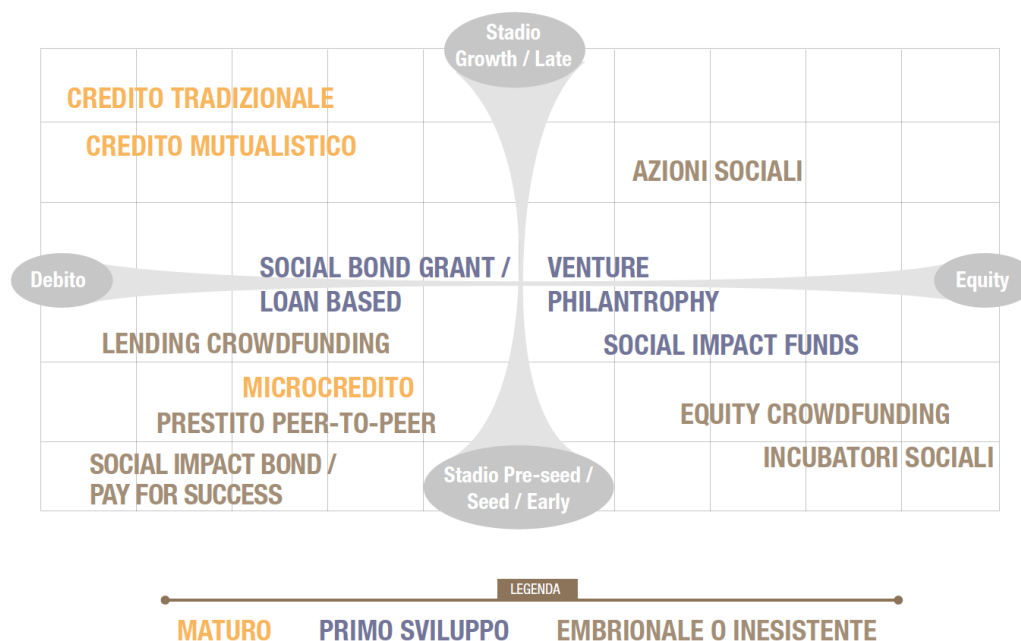 Stadio
Growth / Late
CREDITO TRADIZIONALE
CREDITO MUTUALISTICO
AZIONI SOCIALI
Debito
SOCIAL BOND GRANT /
LOAN BASED
VENTURE
PHILANTROPHY
Equity
LENDING CROWDFUNDING
SOCIAL IMPACT FUNDS
MICROCREDITO
PRESTITO PEER-TO-PEER
EQUITY CROWDFUNDING
SOCIAL IMPACT BOND /
PAY FOR SUCCESS
Stadio Pre-seed /
Seed / Early
INCUBATORI SOCIALI
LEGENDA
MATURO
PRIMO SVILUPPO
EMBRIONALE O INESISTENTE